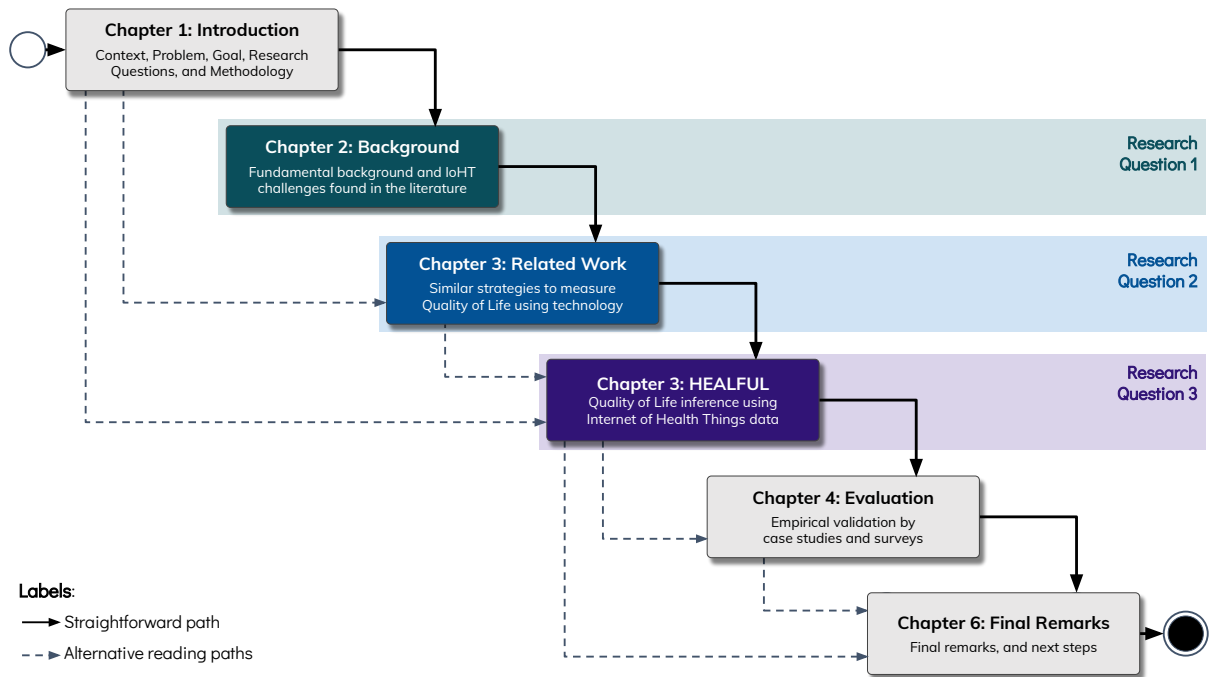 Chapter 1: Introduction
Context, Problem, Goal, Research
Questions, and Methodology
Chapter 2: Background
Fundamental background and IoHT
challenges found in the literature
Research
Question 1
Chapter 3: Related Work
Similar strategies to measure
Quality of Life using technology
Research
Question 2
Chapter 3: HEALFUL
Quality of Life inference using
Internet of Health Things data
Research
Question 3
Chapter 4: Evaluation
Empirical validation by
case studies and surveys
Labels:
Straightforward path
Alternative reading paths
Chapter 6: Final Remarks
Final remarks, and next steps